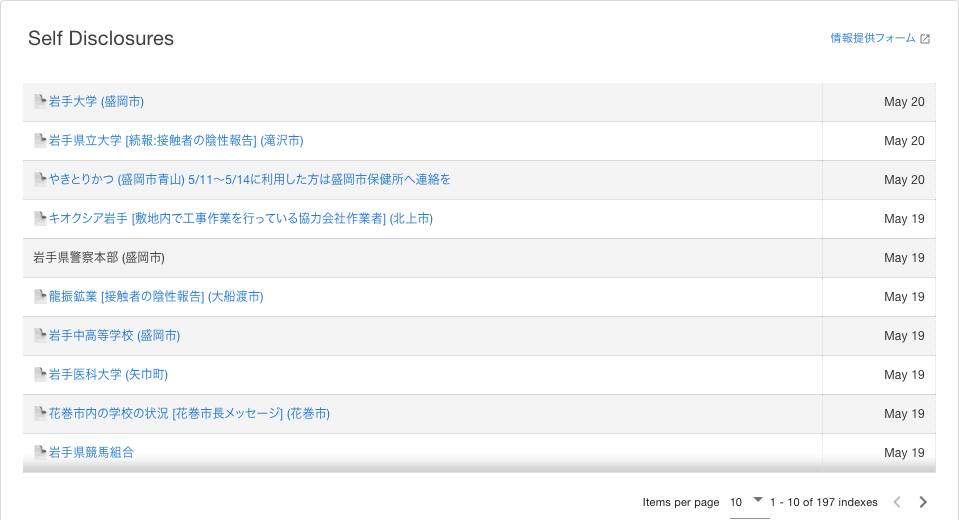 Self Disclosures
情報提供フォーム
岩手大学 (盛岡市) May 20
岩手県立大学 [続報:接触者の陰性報告] (滝沢市) May 20
やきとりかつ (盛岡市青山) 5/11〜5/14に利用した方は盛岡市保健所へ連絡を May 20
キオクシア岩手 [敷地内で工事作業を行っている協力会社作業者] (北上市) May 19
岩手県警察本部 (盛岡市) May 19
龍振鉱業 [接触者の陰性報告] (大船渡市) May 19
岩手中高等学校 (盛岡市) May 19
岩手医科大学 (矢巾町) May 19
花巻市内の学校の状況 [花巻市長メッセージ] (花巻市) May 19
岩手県競馬組合 May 19
Items per page 10 1 - 10 of 197 indexes